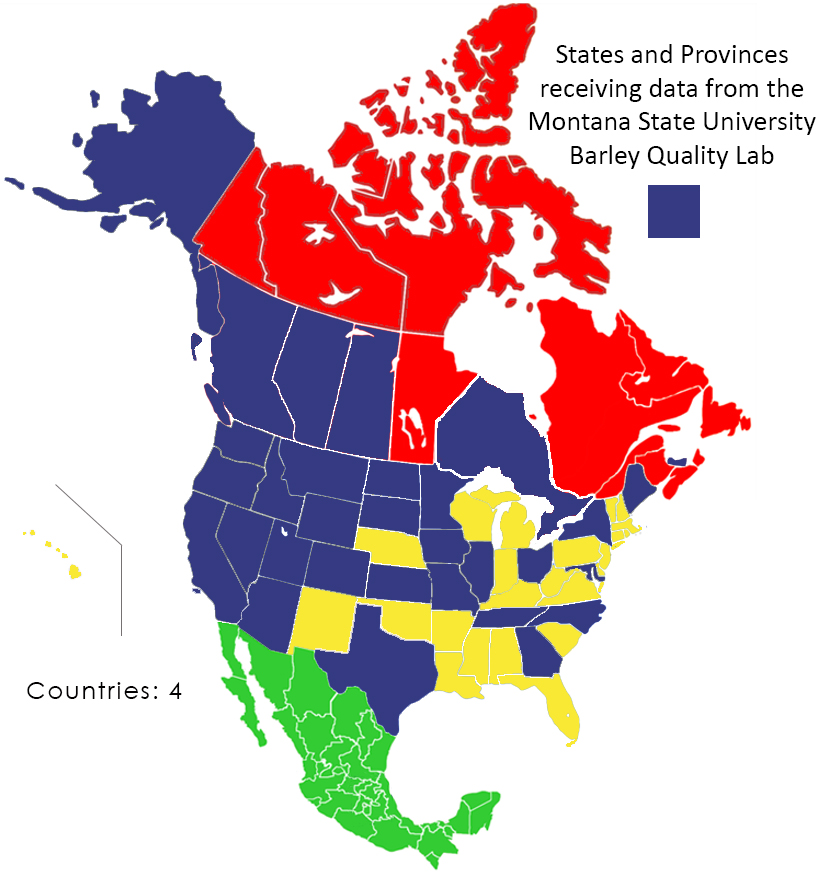 States and Provinces
receiving data from the
Montana State University
Barley Quality Lab
Countries: 4